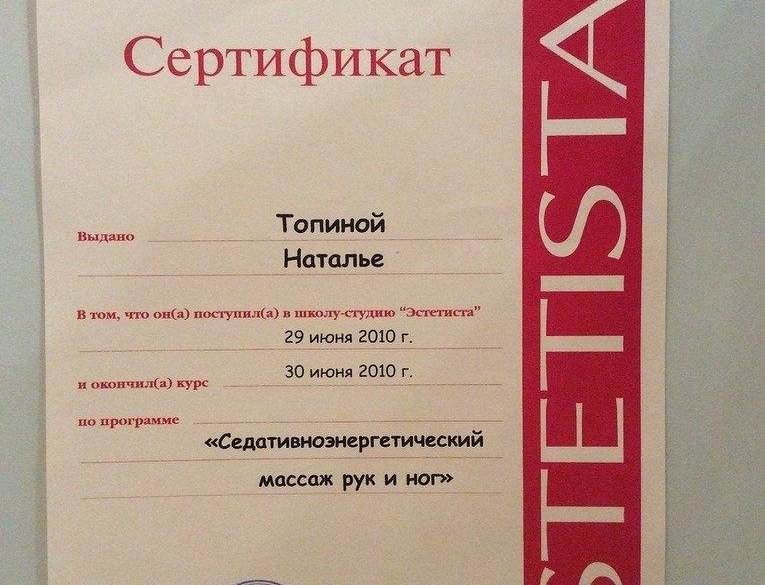 Сертификат
Выдано Топиной
Наталье
В том, что он(а) поступил(а) в школу-студию "Эстетиста"
29 июня 2010 г.
и окончил(а) курс 30 июня 2010 г.
по программе
«Седативноэнергетический
массаж рук и ног»
STETISTA